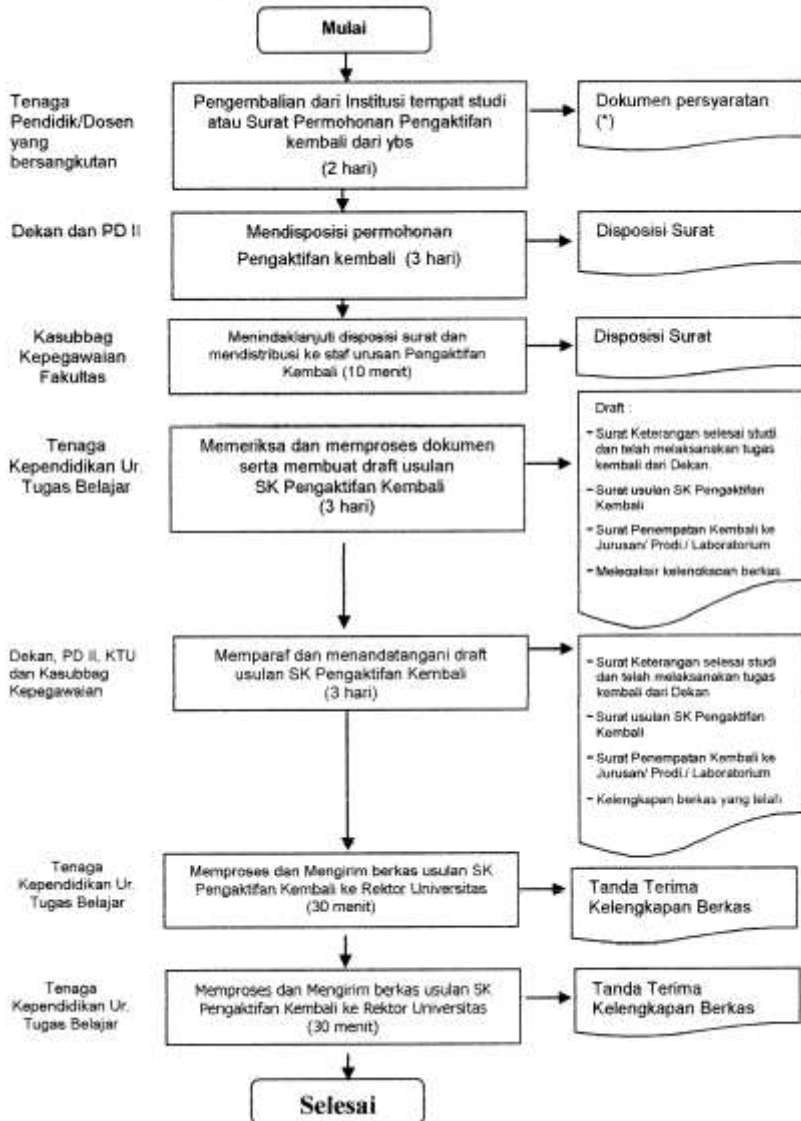 Mulai
Tenaga
Pendidik/Dosen
yang
bersangkutan
Pengembalian dari Institusi tempat studi
atau Surat Permohonan Pengaktifan
kembali dari ybs
(2 hari)
Dokumen persyaratan
(*)
Dekan dan PD II
Mendisposisi permohonan
Pengaktifan kembali (3 hari)
Disposisi Surat
Kasubbag
Kepegawaian
Fakultas
Menindaklanjuti disposisi surat dan
mendistribusi ke staf urusan Pengaktifan
Kembali (10 menit)
Disposisi Surat
Tenaga
Kependidikan Ur.
Tugas Belajar
Memeriksa dan memproses dokumen
serta membuat draft usulan
SK Pengaktifan Kembali
(3 hari)
Draft :
- Surat Keterangan selesai studi
dan telah melaksanakan tugas
kembali dari Dekan
- Surat usulan SK Pengaktifan
Kembali
- Surat Penempatan Kembali ke
Jurusan/ Prodi./ Laboratorium
- Melegalisir kelengkapan berkas
Dekan, PD II, KTU
dan Kasubbag
Kepegawaian
Memparaf dan menandatangani draft
usulan SK Pengaktifan Kembali
(3 hari)
- Surat Keterangan selesai studi
dan telah melaksanakan tugas
kembali dari Dekan
- Surat usulan SK Pengaktifan
Kembali
- Surat Penempatan Kembali ke
Jurusan/ Prodi./ Laboratorium
- Kelengkapan berkas yang telah
Tenaga
Kependidikan Ur.
Tugas Belajar
Memproses dan Mengirim berkas usulan SK
Pengaktifan Kembali ke Rektor Universitas
(30 menit)
Tanda Terima
Kelengkapan Berkas
Tenaga
Kependidikan Ur.
Tugas Belajar
Memproses dan Mengirim berkas usulan SK
Pengaktifan Kembali ke Rektor Universitas
(30 menit)
Tanda Terima
Kelengkapan Berkas
Selesai